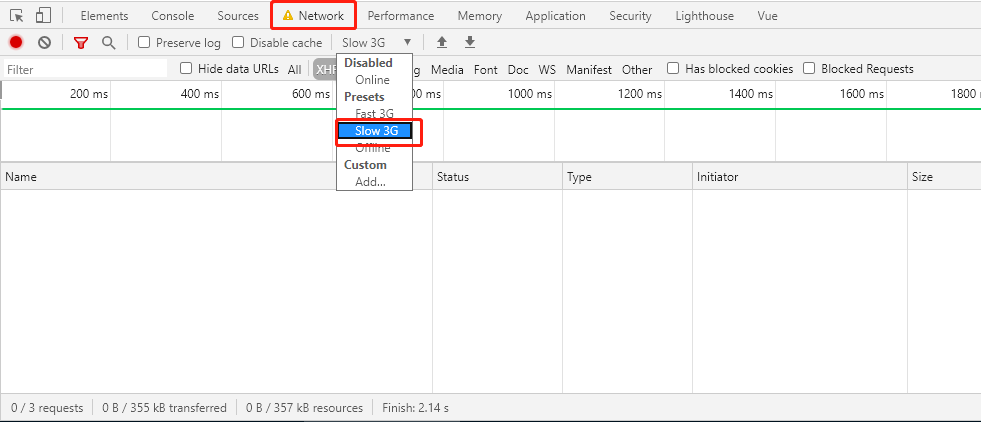 Elements Console Sources Network Performance Memory Application Security Lighthouse Vue
Preserve log Disable cache Slow 3G
Disabled
Filter Hide data URLs All XHR g Media Font Doc WS Manifest Other Has blocked cookies Blocked Requests
Online
200 ms 400 ms 600 ms 1000 ms 1200 ms 1400 ms 1600 ms 1800
Presets
Fast 3G
Slow 3G
Offline
Custom
Add...
Name Status Type Initiator Size
0 / 3 requests 0 B / 355 kB transferred 0 B / 357 kB resources Finish: 2.14 s